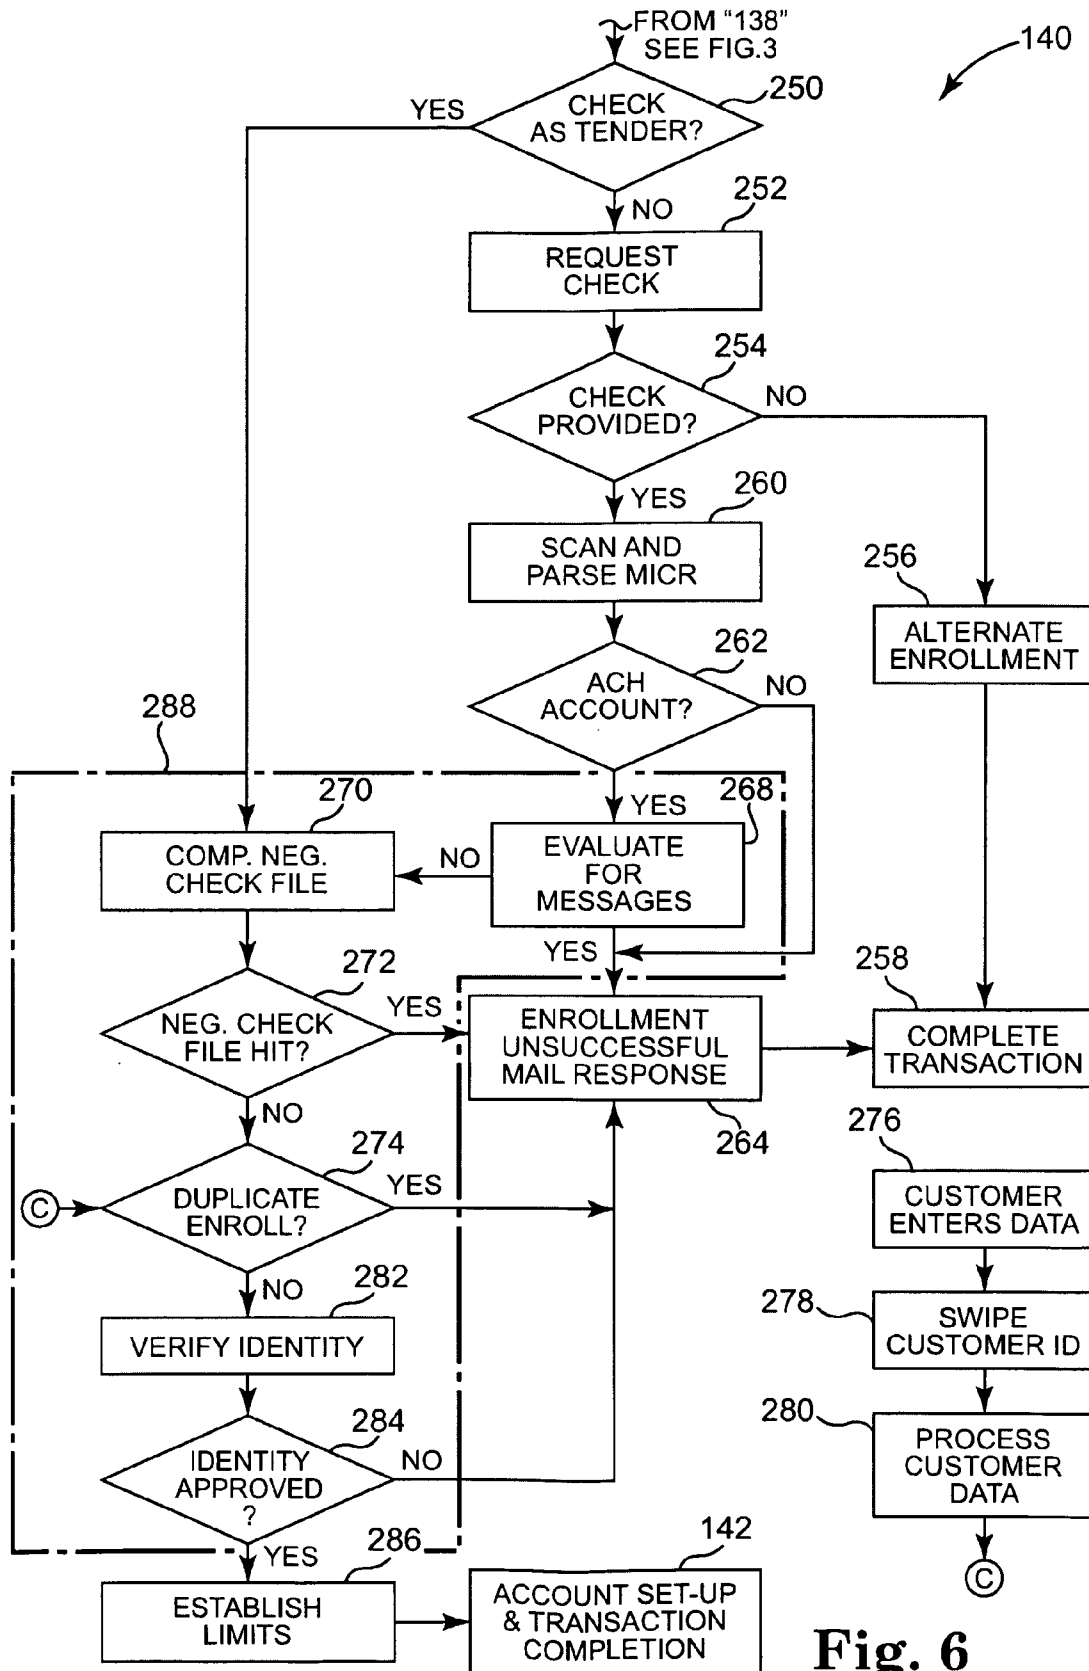 FROM "138"
SEE FIG.3
140
CHECK
AS TENDER?
250
YES
NO
252
REQUEST
CHECK
254
CHECK
PROVIDED?
NO
YES
260
SCAN AND
PARSE MICR
256
ALTERNATE
ENROLLMENT
262
ACH
ACCOUNT?
NO
288
YES
270
268
COMP. NEG.
CHECK FILE
NO
EVALUATE
FOR
MESSAGES
YES
272
NEG. CHECK
FILE HIT?
YES
258
ENROLLMENT
UNSUCCESSFUL
MAIL RESPONSE
COMPLETE
TRANSACTION
NO
264
274
276
C
DUPLICATE
ENROLL?
YES
CUSTOMER
ENTERS DATA
NO
282
278
SWIPE
CUSTOMER ID
VERIFY IDENTITY
284
280
IDENTITY
APPROVED
?
NO
PROCESS
CUSTOMER
DATA
YES
286
142
C
ESTABLISH
LIMITS
ACCOUNT SET-UP
& TRANSACTION
COMPLETION
Fig. 6